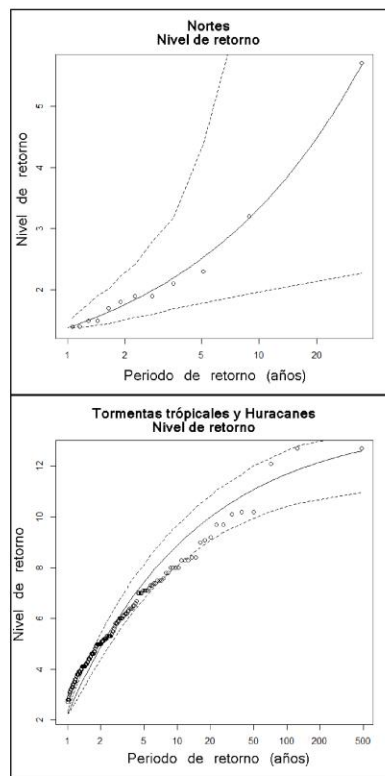 Nortes
Nivel de retorno
5
4
3
2
Nivel de retorno
1 2 5 10 20
Periodo de retorno (años)
Tormentas trópicales y Huracanes
Nivel de retorno
12
10
8
6
4
2
Nivel de retorno
1 2 5 10 20 50 100 200 500
Periodo de retorno (años)